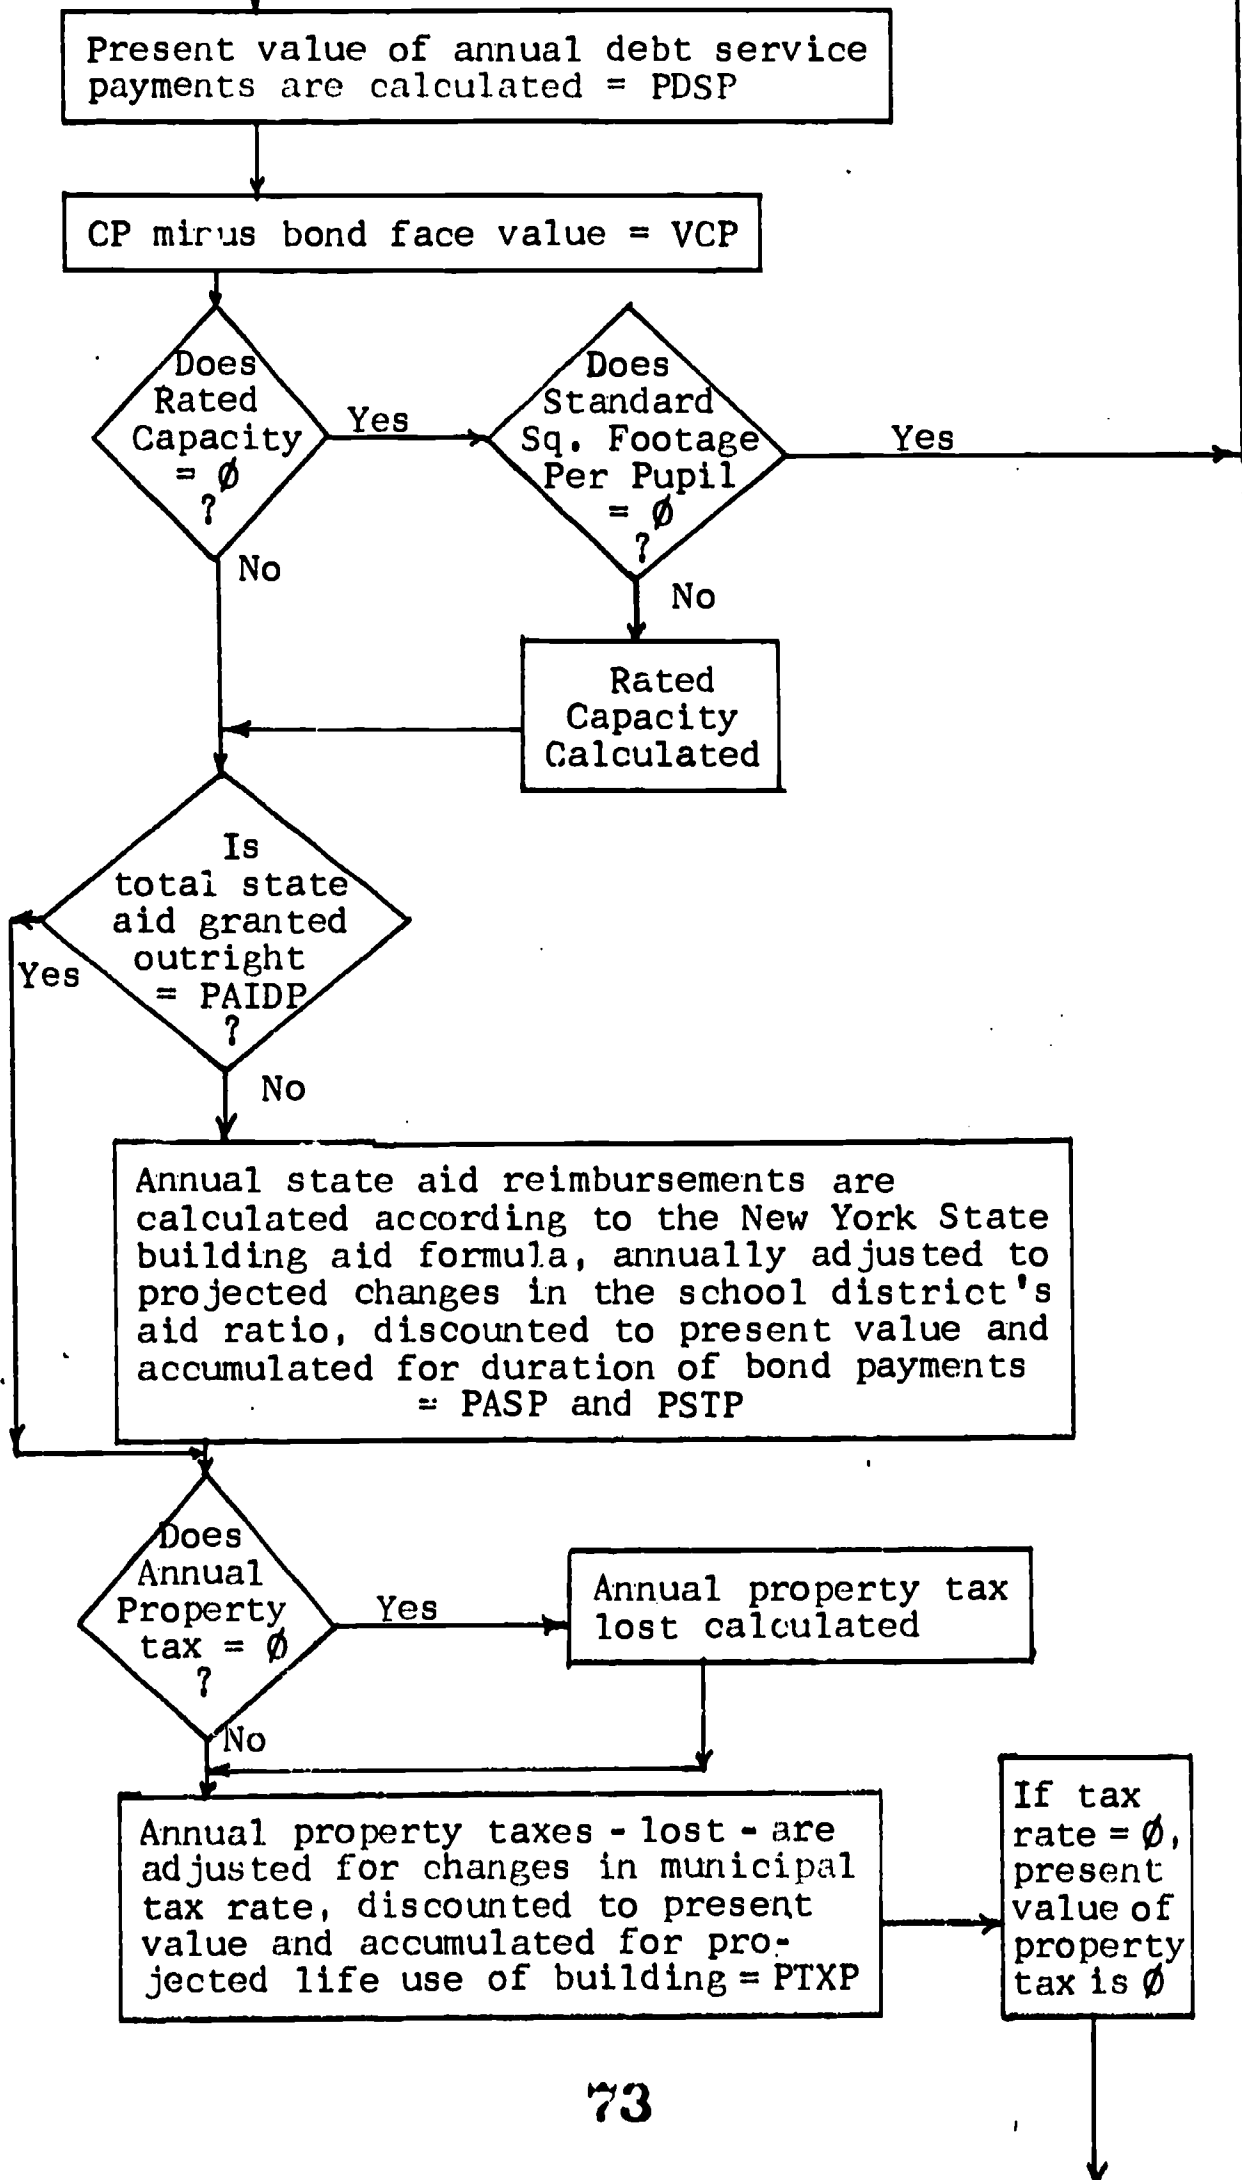 Present value of annual debt service
payments are calculated = PDSP
CP minus bond face value = VCP
Does
Rated
Capacity
= Ø
?
Yes
Does
Standard
Sq. Footage
Per Pupil
= Ø
?
Yes
No
No
Rated
Capacity
Calculated
Is
total state
aid granted
outright
= PAIDP
?
Yes
No
Annual state aid reimbursements are
calculated according to the New York State
building aid formula, annually adjusted to
projected changes in the school district's
aid ratio, discounted to present value and
accumulated for duration of bond payments
= PASP and PSTP
Does
Annual
Property
tax = Ø
?
Yes
Annual property tax
lost calculated
No
Annual property taxes - lost - are
adjusted for changes in municipal
tax rate, discounted to present
value and accumulated for pro-
jected life use of building = PTXP
If tax
rate = Ø,
present
value of
property
tax is Ø
73